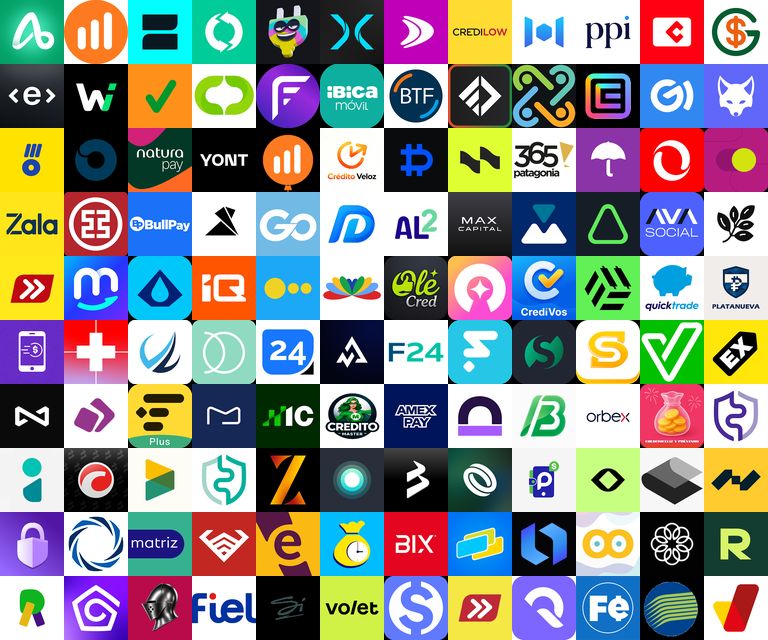 CREDILOW
ppi
<e>
iBica
móvil
BTF
natura
pay
YONT
Crédito Veloz
365
patagonia
Zala
BullPay
GO
AL2
MAX
CAPITAL
AVA
SOCIAL
iQ
Olé
Cred
CrediVos
quicktrade
PLATANUEVA
24
F24
S
EX
Plus
NIC
CREDITO
MASTER
AMEX
PAY
orbex
matriz
e
BIX
R
Fiel
volet
S
Fe